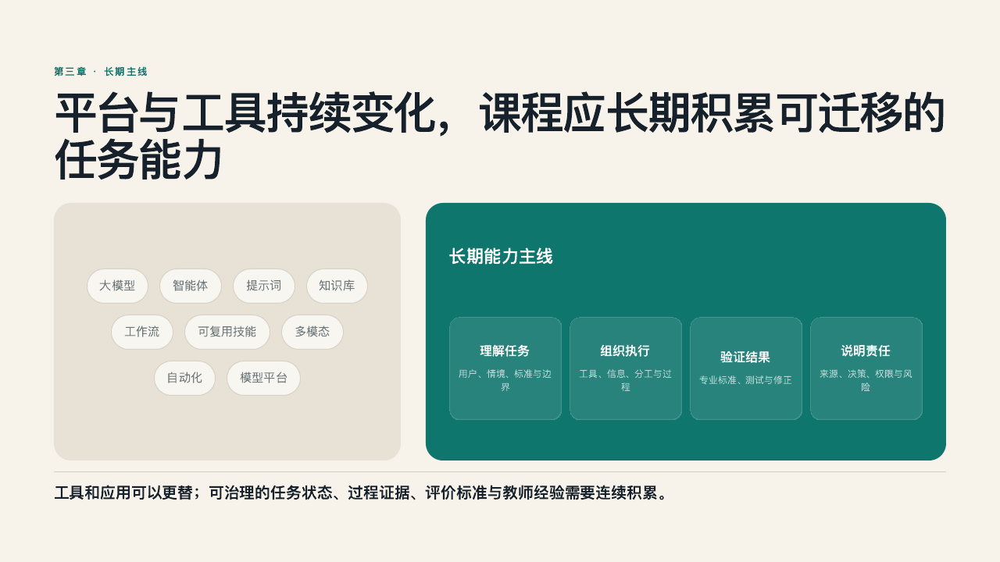 第三章 · 长期主线
平台与工具持续变化，课程应长期积累可迁移的
任务能力
大模型
智能体
提示词
知识库
工作流
可复用技能
多模态
自动化
模型平台
长期能力主线
理解任务
用户、情境、标准与边
界
组织执行
工具、信息、分工与过
程
验证结果
专业标准、测试与修正
说明责任
来源、决策、权限与风
险
工具和应用可以更替；可治理的任务状态、过程证据、评价标准与教师经验需要连续积累。